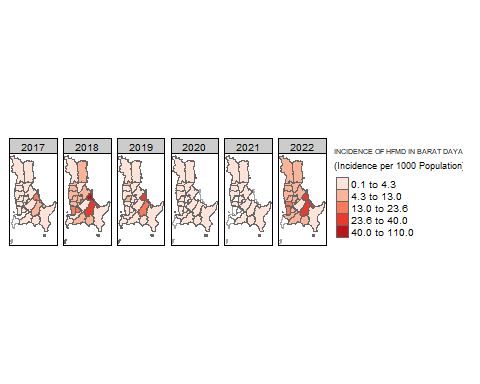 2017 2018 2019 2020 2021 2022
INCIDENCE OF HFMD IN BARAT DAYA
(Incidence per 1000 Population)
0.1 to 4.3
4.3 to 13.0
13.0 to 23.6
23.6 to 40.0
40.0 to 110.0